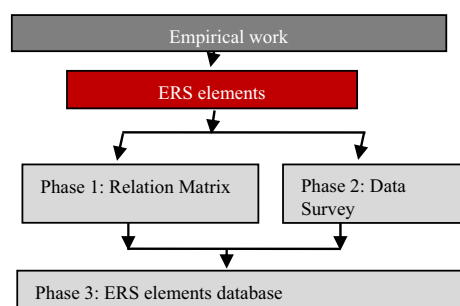 Empirical work
ERS elements
Phase 1: Relation Matrix
Phase 2: Data
Survey
Phase 3: ERS elements database